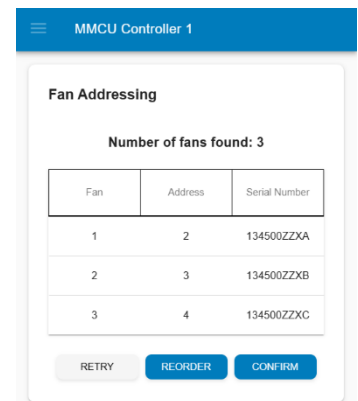 MMCU Controller 1
Fan Addressing
Number of fans found: 3
Fan Address Serial Number
1 2 134500ZZXA
2 3 134500ZZXB
3 4 134500ZZXC
RETRY REORDER CONFIRM